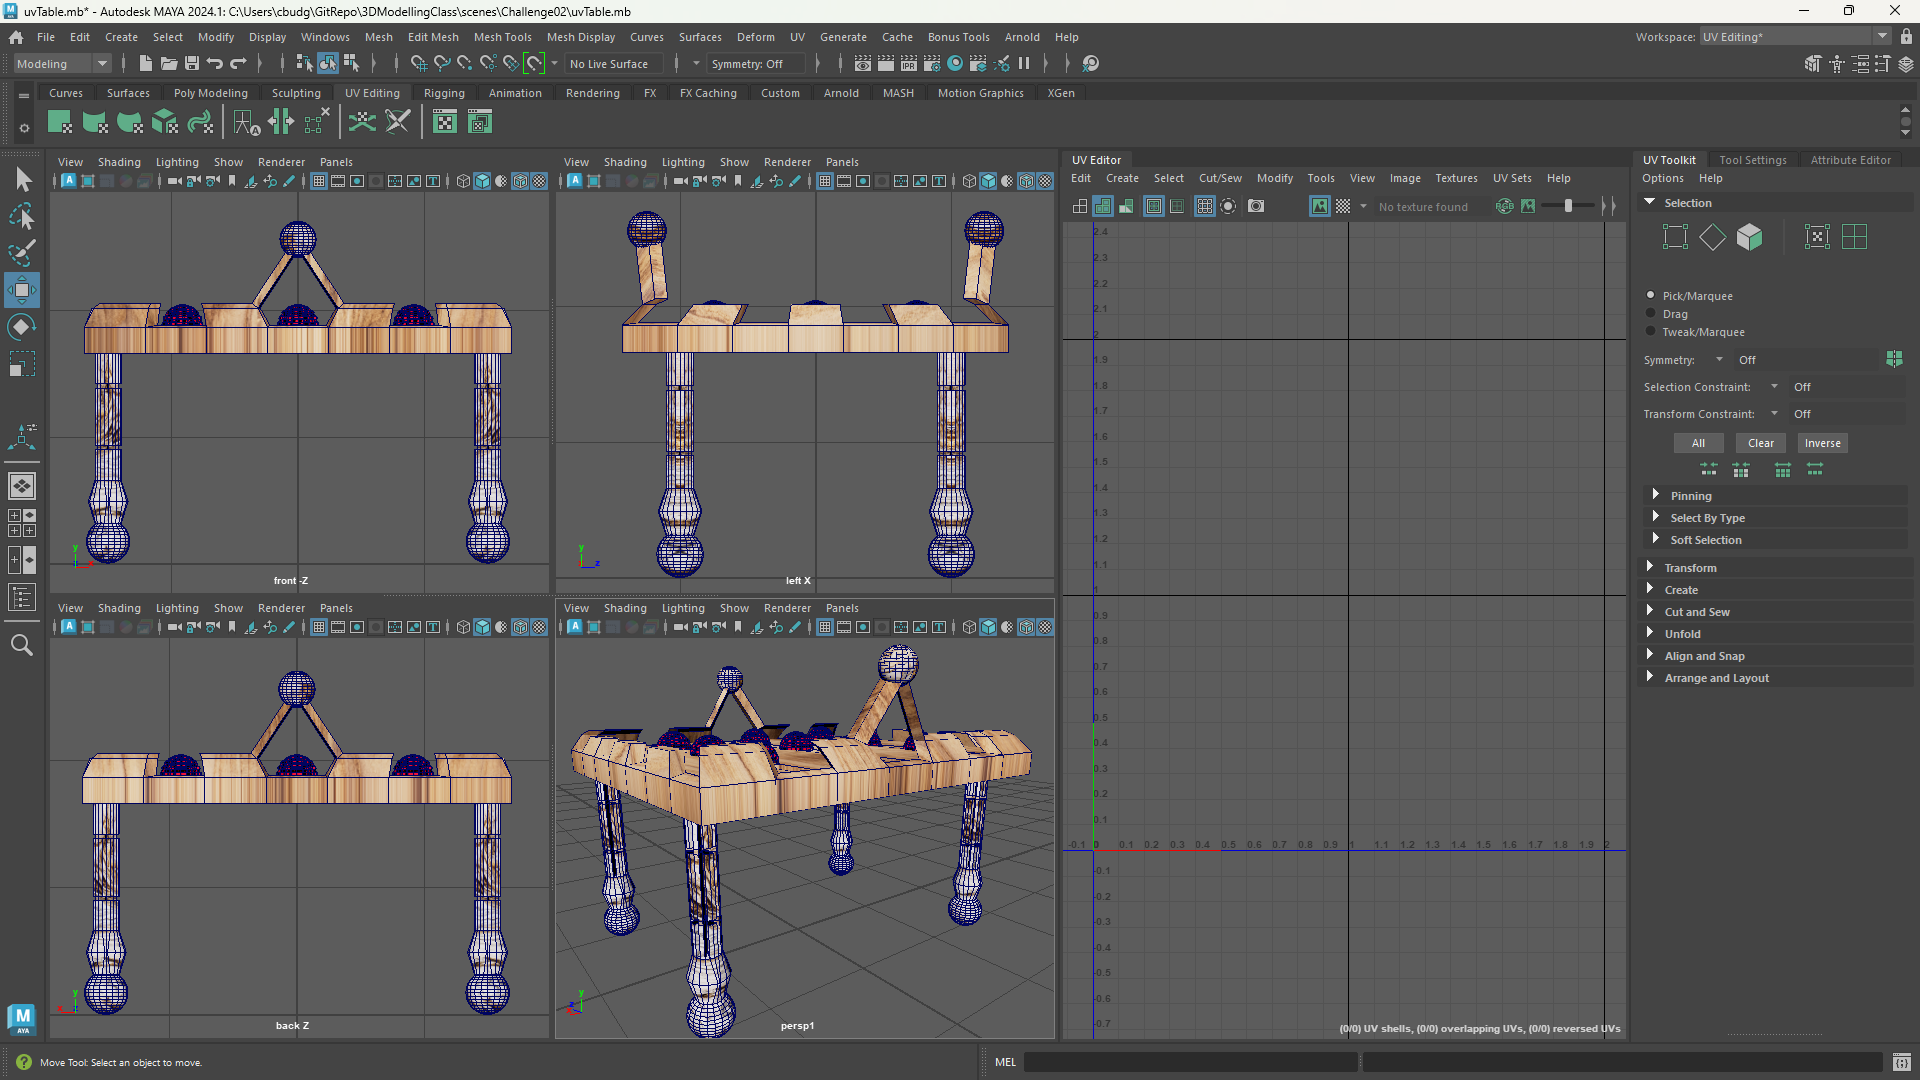 uvTable.mb* - Autodesk MAYA 2024.1: C:\Users\cbudg\GitRepo\3DModellingClass\scenes\Challenge02\uvTable.mb
File Edit Create Select Modify Display Windows Mesh Edit Mesh Mesh Tools Mesh Display Curves Surfaces Deform UV Generate Cache Bonus Tools Arnold Help
Workspace: UV Editing*
Modeling
No Live Surface
Symmetry: Off
Curves Surfaces Poly Modeling Sculpting UV Editing Rigging Animation Rendering FX FX Caching Custom Arnold MASH Motion Graphics XGen
View Shading Lighting Show Renderer Panels
front -Z
View Shading Lighting Show Renderer Panels
left X
View Shading Lighting Show Renderer Panels
back Z
View Shading Lighting Show Renderer Panels
persp1
UV Editor
Edit Create Select Cut/Sew Modify Tools View Image Textures UV Sets Help
No texture found
2.4
2.3
2.2
2.1
2
1.9
1.8
1.7
1.6
1.5
1.4
1.3
1.2
1.1
1
0.9
0.8
0.7
0.6
0.5
0.4
0.3
0.2
0.1
-0.1 0 0.1 0.2 0.3 0.4 0.5 0.6 0.7 0.8 0.9 1 1.1 1.2 1.3 1.4 1.5 1.6 1.7 1.8 1.9 2
-0.1
-0.2
-0.3
-0.4
-0.5
-0.6
-0.7
(0/0) UV shells, (0/0) overlapping UVs, (0/0) reversed UVs
UV Toolkit Tool Settings Attribute Editor
Options Help
Selection
Pick/Marquee
Drag
Tweak/Marquee
Symmetry: Off
Selection Constraint: Off
Transform Constraint: Off
All Clear Inverse
Pinning
Select By Type
Soft Selection
Transform
Create
Cut and Sew
Unfold
Align and Snap
Arrange and Layout
M
AYA
Move Tool: Select an object to move.
MEL